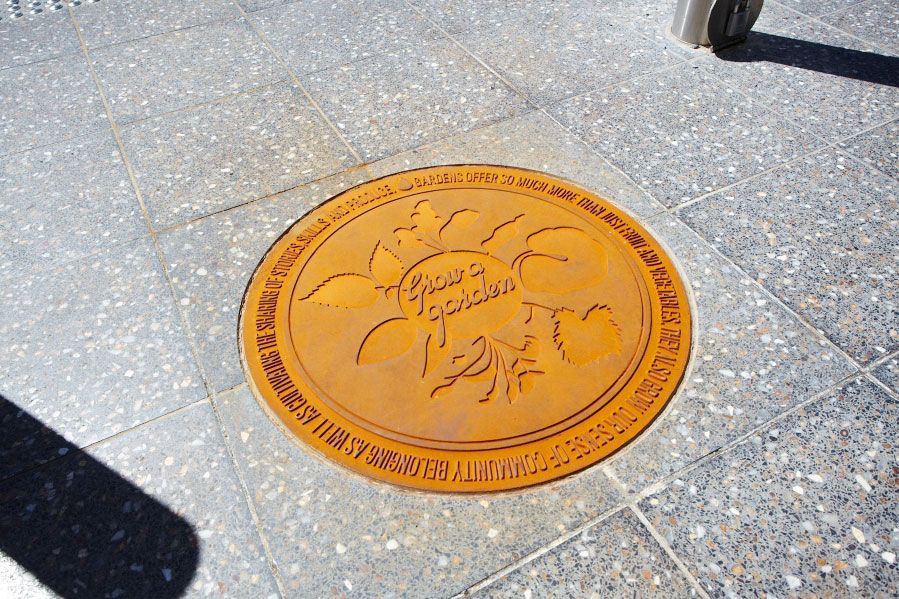 Grow a
garden
GARDENS OFFER SO MUCH MORE THAN JUST FRUIT AND VEGETABLES. THEY ALSO GROW OUR SENSE OF COMMUNITY BELONGING AS WELL AS CULTIVATING THE SHARING OF STORIES, SKILLS AND PRODUCE.